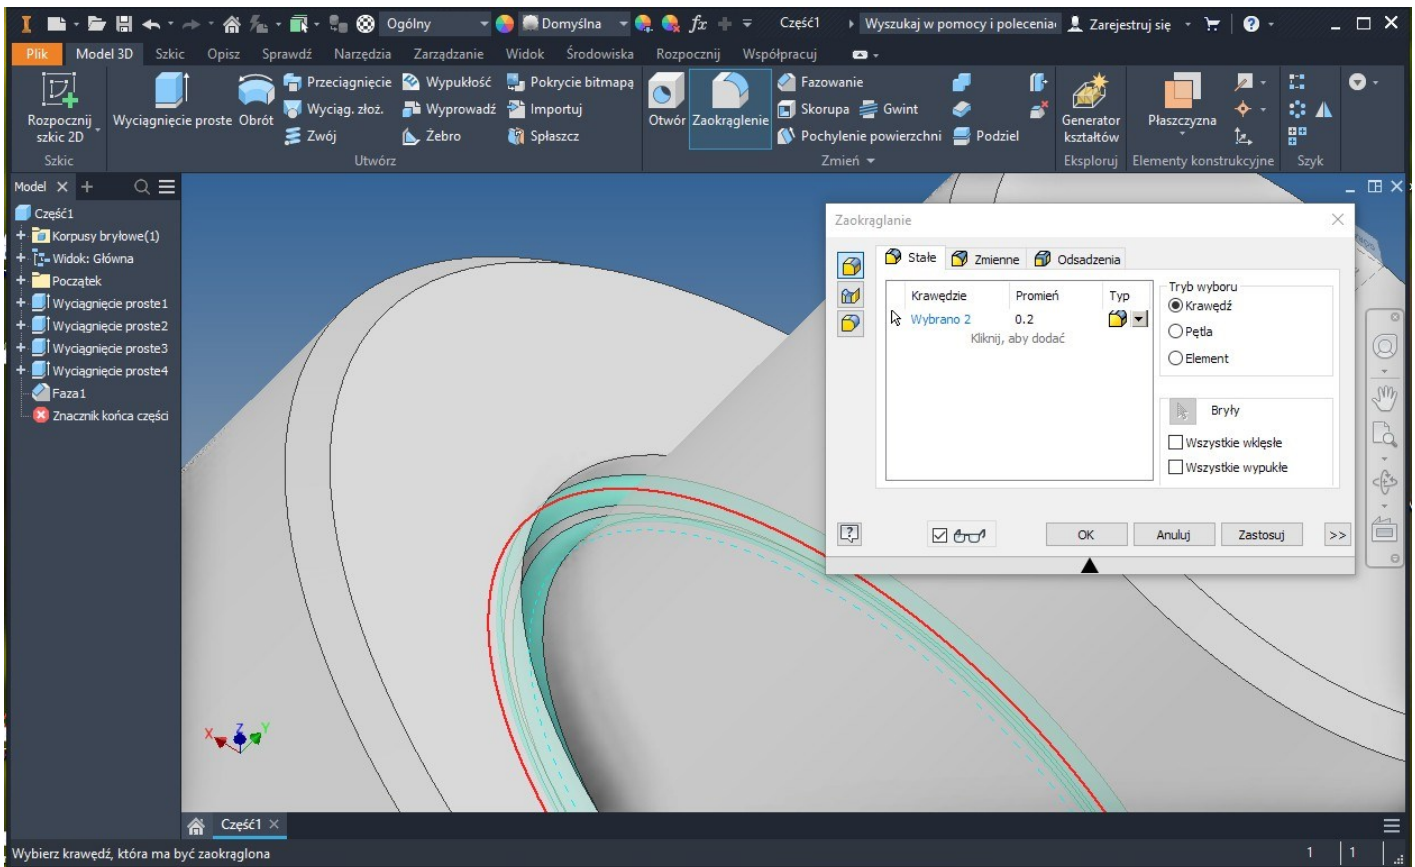 Ogólny
Domyślna
fx
Część1
Wyszukaj w pomocy i polecenia
Zarejestruj się
Plik
Model 3D
Szkic
Opisz
Sprawdź
Narzędzia
Zarządzanie
Widok
Środowiska
Rozpocznij
Współpracuj
Rozpocznij
szkic 2D
Wyciągnięcie proste
Obrót
Przeciągnięcie
Wyciąg. złoż.
Zwój
Wypukłość
Wyprowadź
Żebro
Pokrycie bitmapą
Importuj
Spłaszcz
Otwór
Zaokrąglenie
Fazowanie
Skorupa
Gwint
Pochylenie powierzchni
Podziel
Generator
kształtów
Płaszczyzna
Szkic
Utwórz
Zmień
Eksploruj
Elementy konstrukcyjne
Szyk
Model
Część1
Korpusy bryłowe(1)
Widok: Główna
Początek
Wyciągnięcie proste1
Wyciągnięcie proste2
Wyciągnięcie proste3
Wyciągnięcie proste4
Faza1
Znacznik końca części
Zaokrąglanie
Stałe
Zmienne
Odsadzenia
Krawędzie
Promień
Typ
Wybrano 2
0.2
Kliknij, aby dodać
Tryb wyboru
Krawędź
Pętla
Element
Bryły
Wszystkie wklęsłe
Wszystkie wypukłe
OK
Anuluj
Zastosuj
>>
X
Z
Y
Część1
Wybierz krawędź, która ma być zaokrąglona
1
1